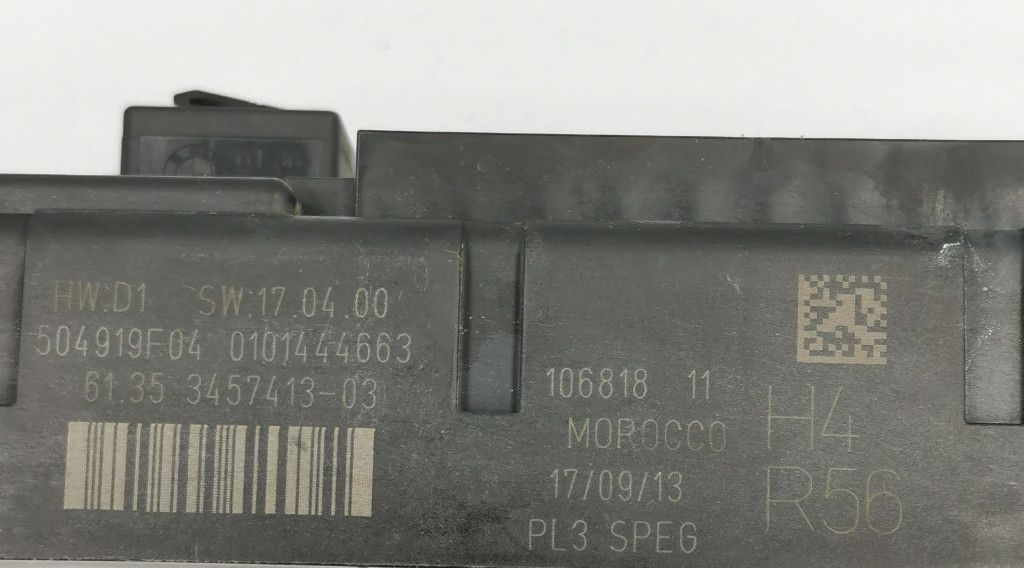 HW:D1 SW:17.04.00
504919F04 0101444663
61.35 3457413-03
106818 11
MOROCCO
17/09/13
PL3 SPEG
H4
R56